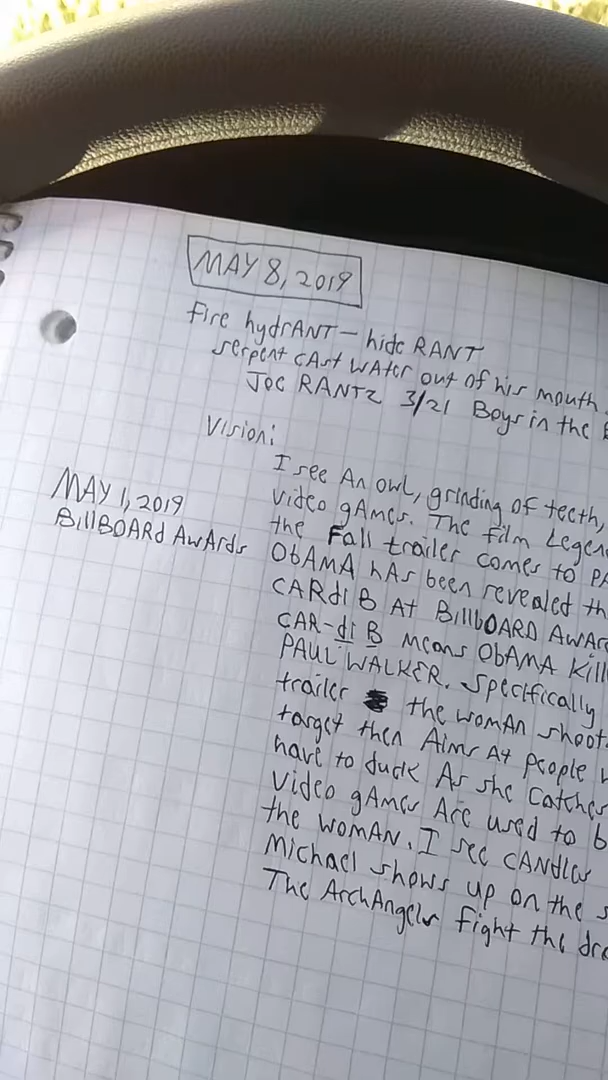 MAY 8, 2019
fire hydrANT – hide RANT
serpent cAst wAter out of his mouth
Joe RANTZ 3/21 Boys in the
Vision:
I see An owl, grinding of teeth,
video gAmes. The film Legen
the Fall trailer comes to PA
ObAMA hAs been revealed th
CARdi B At BillbOARD AwAr
CAR-di B means ObAMA kill
PAUL WALKER. Specifically
trailer the womAn shoot
target then Aims At people
have to duck As she catches
Video gAmes Are used to b
the womAn. I see cAndles
Michael shows up on the s
The ArchAngels fight the dra
MAY 1, 2019
BillBOARd AwArds